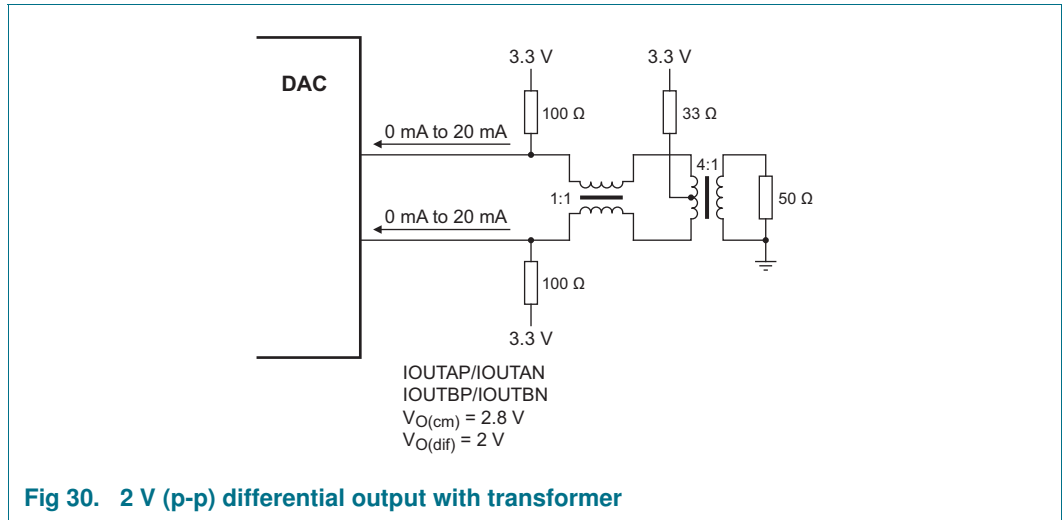 3.3 V 3.3 V
DAC
100 Ω 33 Ω
0 mA to 20 mA
4:1
1:1 50 Ω
0 mA to 20 mA
100 Ω
3.3 V
IOUTAP/IOUTAN
IOUTBP/IOUTBN
VO(cm) = 2.8 V
VO(dif) = 2 V
Fig 30. 2 V (p-p) differential output with transformer